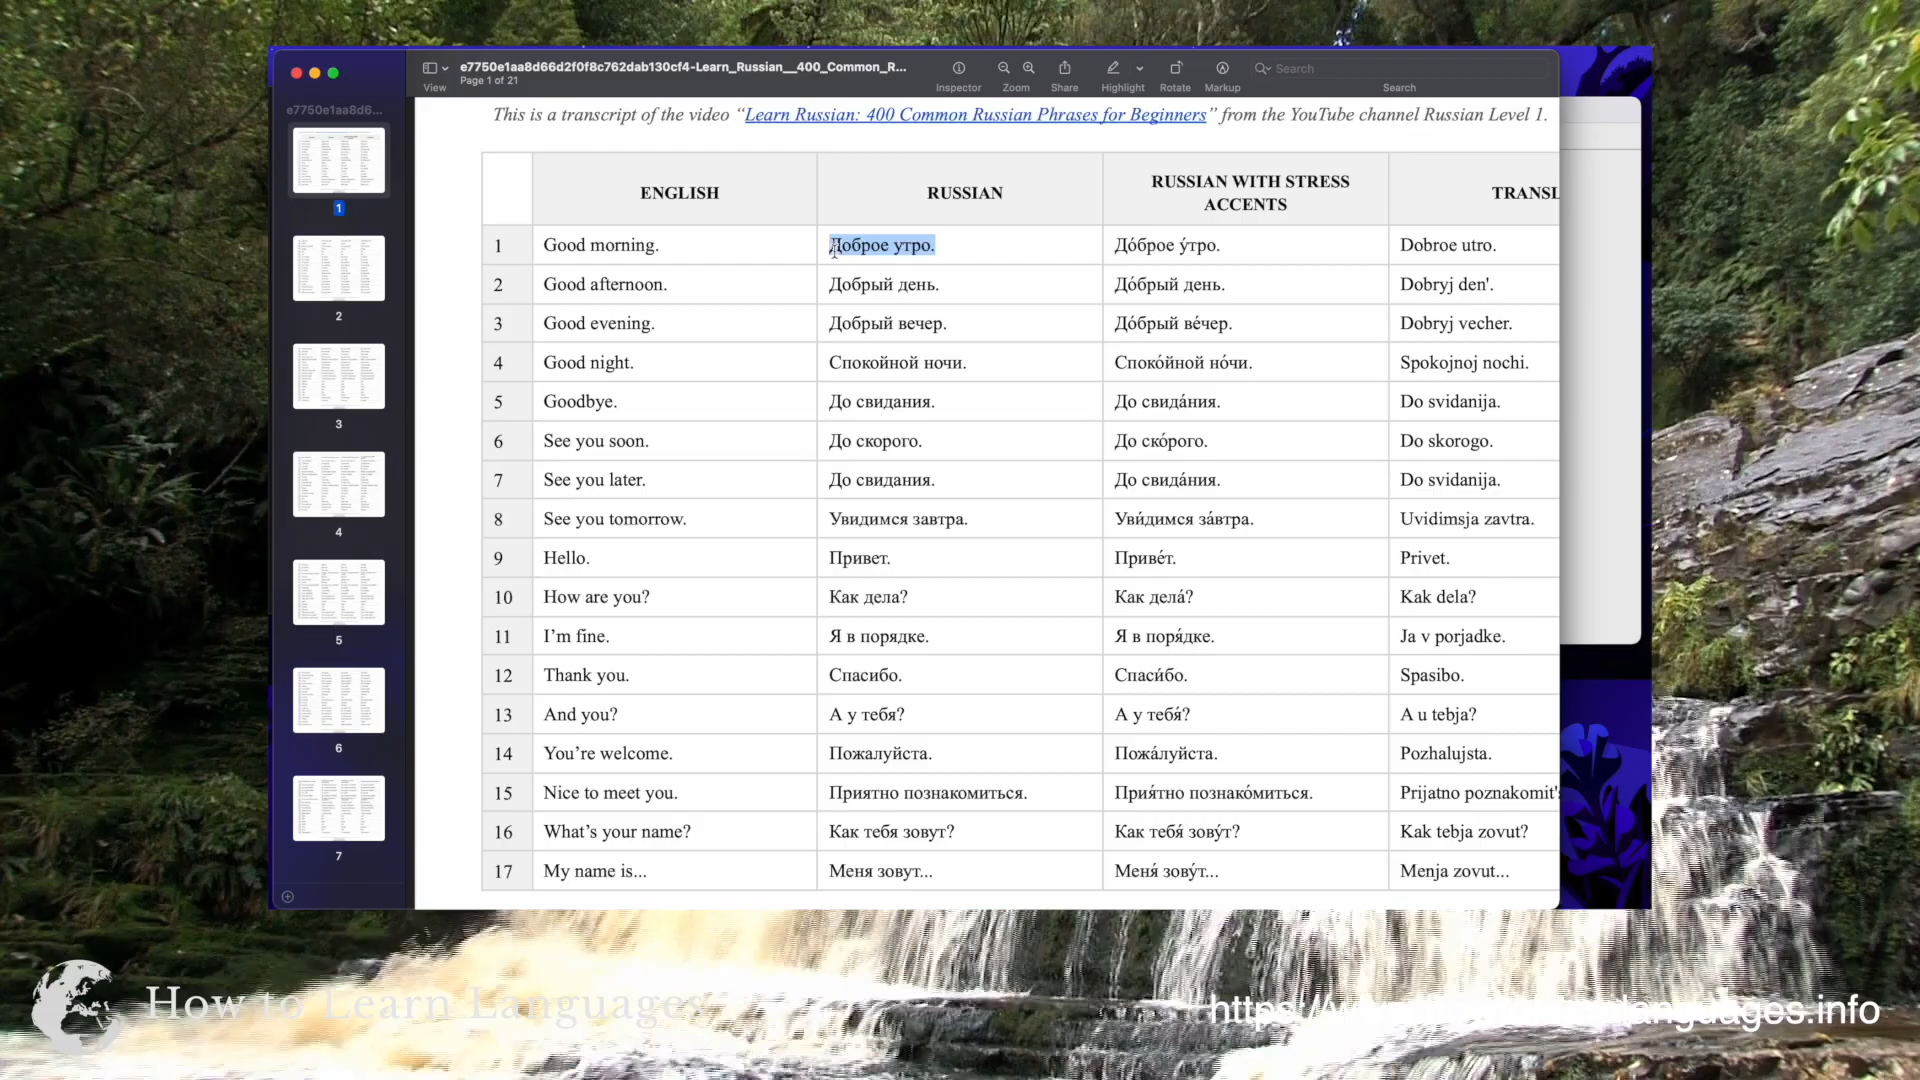 e7750e1aa8d66d2f0f8c762dab130cf4-Learn_Russian__400_Common_R...
Page 1 of 21
View
Inspector
Zoom
Share
Highlight
Rotate
Markup
Search
Search
e7750e1aa8d6...
1
2
3
4
5
6
7
This is a transcript of the video “Learn Russian: 400 Common Russian Phrases for Beginners” from the YouTube channel Russian Level 1.
ENGLISH RUSSIAN RUSSIAN WITH STRESS ACCENTS TRANSL
1 Good morning. Доброе утро. До́брое у́тро. Dobroe utro.
2 Good afternoon. Добрый день. До́брый день. Dobryj den'.
3 Good evening. Добрый вечер. До́брый ве́чер. Dobryj vecher.
4 Good night. Спокойной ночи. Споко́йной но́чи. Spokojnoj nochi.
5 Goodbye. До свидания. До свида́ния. Do svidanija.
6 See you soon. До скорого. До ско́рого. Do skorogo.
7 See you later. До свидания. До свида́ния. Do svidanija.
8 See you tomorrow. Увидимся завтра. Уви́димся за́втра. Uvidimsja zavtra.
9 Hello. Привет. Приве́т. Privet.
10 How are you? Как дела? Как дела́? Kak dela?
11 I’m fine. Я в порядке. Я в поря́дке. Ja v porjadke.
12 Thank you. Спасибо. Спаси́бо. Spasibo.
13 And you? А у тебя? А у тебя́? A u tebja?
14 You’re welcome. Пожалуйста. Пожа́луйста. Pozhalujsta.
15 Nice to meet you. Приятно познакомиться. Прия́тно познако́миться. Prijatno poznakomit's
16 What’s your name? Как тебя зовут? Как тебя́ зову́т? Kak tebja zovut?
17 My name is... Меня зовут... Меня́ зову́т... Menja zovut...
How to Learn Languages